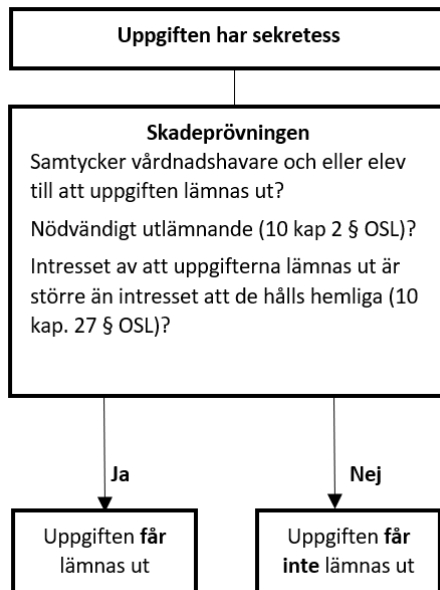 Uppgiften har sekretess
Skadeprövningen
Samtycker vårdnadshavare och eller elev
till att uppgiften lämnas ut?
Nödvändigt utlämnande (10 kap 2 § OSL)?
Intresset av att uppgifterna lämnas ut är
större än intresset att de hålls hemliga (10
kap. 27 § OSL)?
Ja
Nej
Uppgiften får
lämnas ut
Uppgiften får
inte lämnas ut